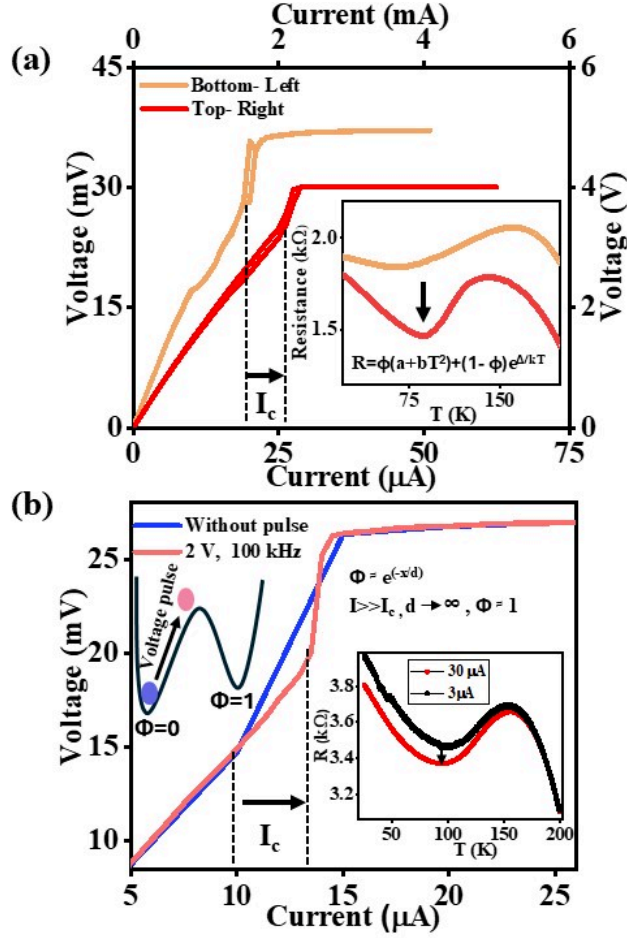 Current (mA)
0 2 4 6
(a)
45
30
15
0
Voltage (mV)
Bottom- Left
Top- Right
6
4
2
0
Voltage (V)
Resistance (kΩ)
2.0
1.5
R=ϕ(a+bT²)+(1- ϕ)e^Δ/kT
75 150
T (K)
I_c
0 25 50 75
Current (μA)
(b)
Voltage (mV)
25
20
15
10
Without pulse
2 V, 100 kHz
Voltage pulse
Φ=0
Φ=1
Φ = e^(-x/d)
I>>I_c , d → ∞ , Φ = 1
30 μA
3μA
R (kΩ)
3.8
3.6
3.4
3.2
50 100 150 200
T (K)
I_c
5 10 15 20 25
Current (μA)